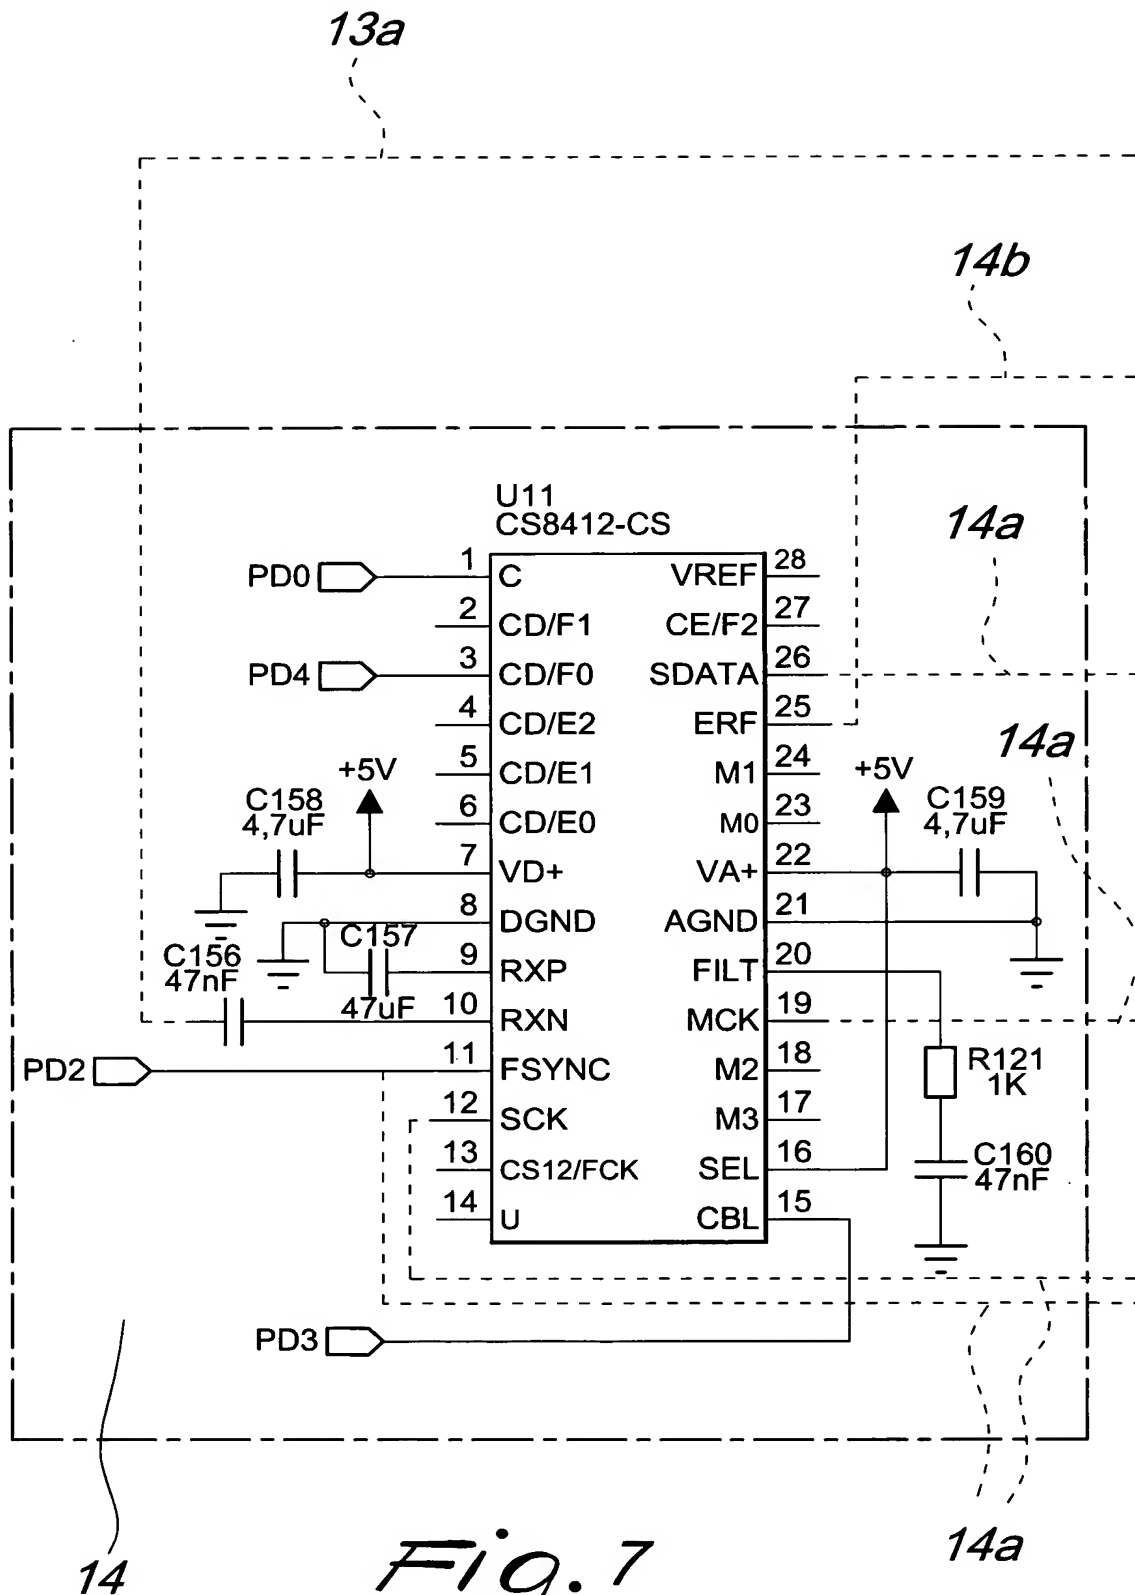 13a
14b
U11
CS8412-CS
14a
PD0
1
C
VREF
28
2
CD/F1
CE/F2
27
PD4
3
CD/F0
SDATA
26
4
CD/E2
ERF
25
14a
5
CD/E1
M1
24
+5V
+5V
C158
4,7uF
C159
4,7uF
6
CD/E0
M0
23
7
VD+
VA+
22
8
DGND
AGND
21
C156
47nF
C157
47uF
9
RXP
FILT
20
10
RXN
MCK
19
PD2
11
FSYNC
M2
18
R121
1K
12
SCK
M3
17
13
CS12/FCK
SEL
16
C160
47nF
14
U
CBL
15
PD3
14
14a
Fig. 7